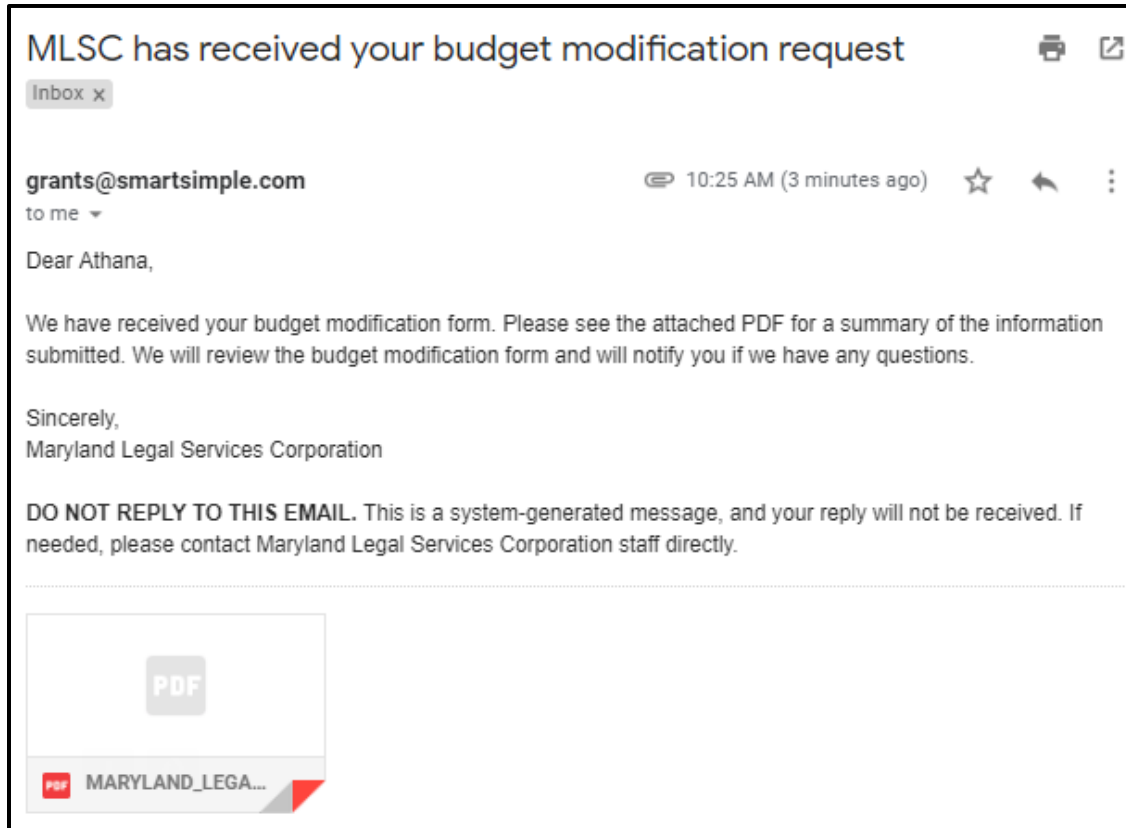 MLSC has received your budget modification request
Inbox x
grants@smartsimple.com 10:25 AM (3 minutes ago)
to me
Dear Athana,
We have received your budget modification form. Please see the attached PDF for a summary of the information
submitted. We will review the budget modification form and will notify you if we have any questions.
Sincerely,
Maryland Legal Services Corporation
DO NOT REPLY TO THIS EMAIL. This is a system-generated message, and your reply will not be received. If
needed, please contact Maryland Legal Services Corporation staff directly.
PDF
PDF MARYLAND_LEGA...